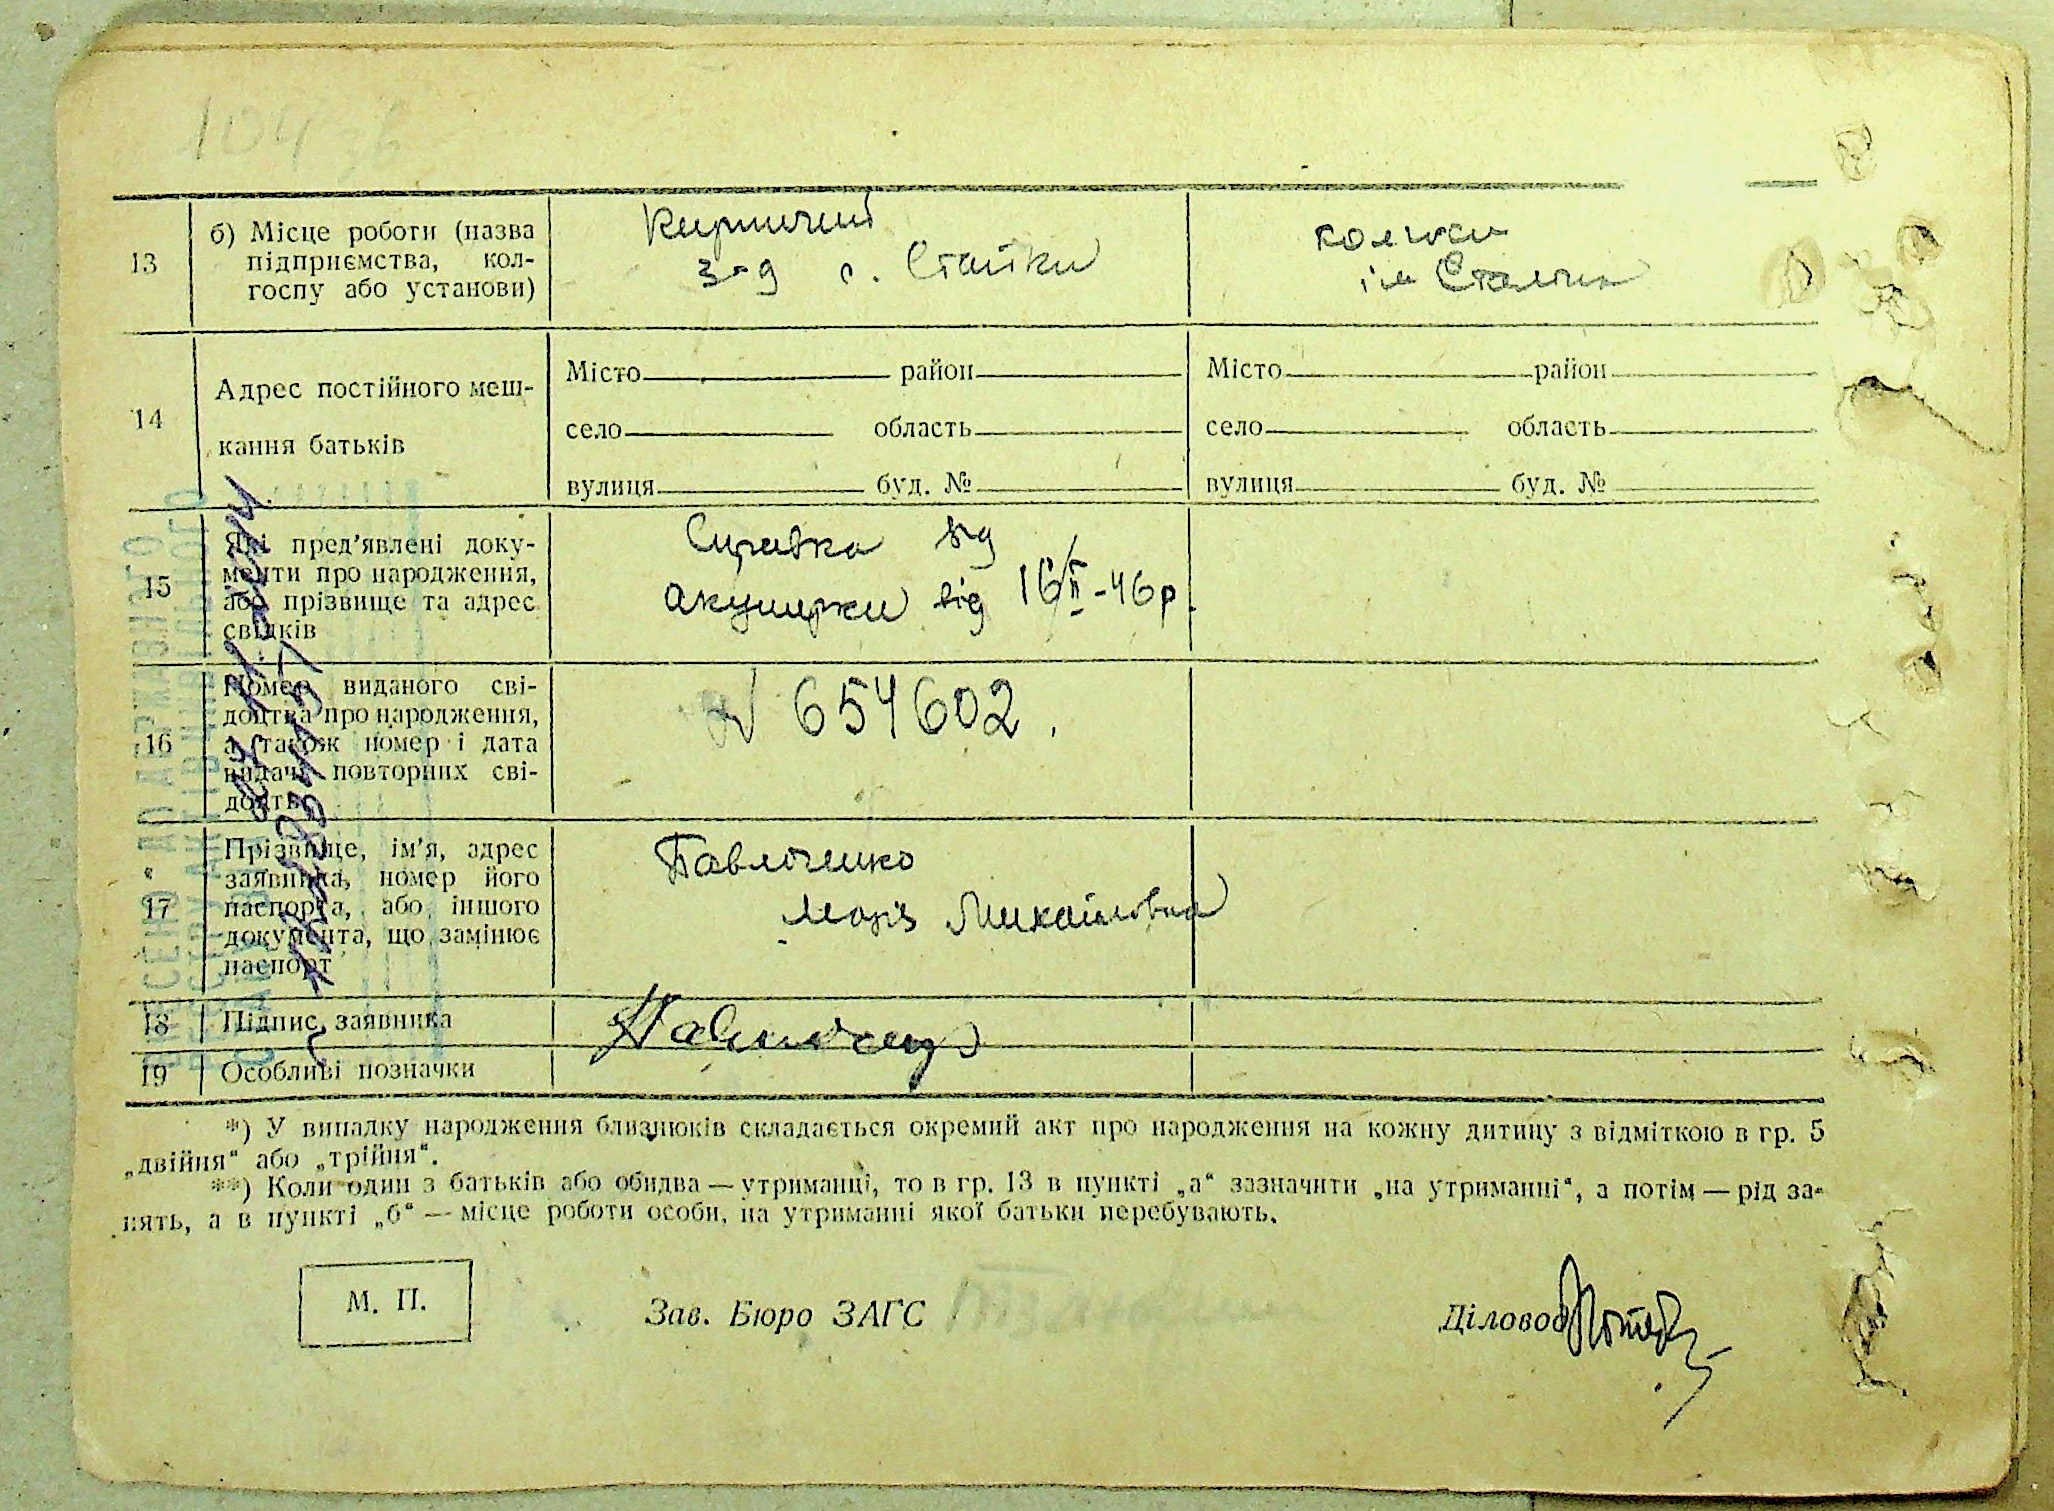 104
13
б) Місце роботи (назва
підприємства, кол-
госпу або установи)
Кирпичний
з-д с. Стайки
колгосп
ім Сталіна
14
Адрес постійного меш-
кання батьків
Місто район
село область
вулиця буд. №
Місто район
село область
вулиця буд. №
15
Які пред'явлені доку-
менти про народження,
або прізвище та адрес
свідків
Справка від
акушерки від 16/II-46р.
16
Номер виданого сві-
доцтва про народження,
а також номер і дата
видачі повторних сві-
доцтв
N 654602.
17
Прізвище, ім'я, адрес
заявника, номер його
паспорта, або іншого
документа, що замінює
паспорт
Павлюченко
Марія Михайловна
18
Підпис заявника
19
Особливі позначки
*) У випадку народження близнюків складається окремий акт про народження на кожну дитину з відміткою в гр. 5
„двійня“ або „трійня“.
**) Коли один з батьків або обидва — утриманці, то в гр. 13 в пункті „а“ зазначити „на утриманні“, а потім — рід за-
нять, а в пункті „б“ — місце роботи особи, на утриманні якої батьки перебувають.
М. П.
Зав. Бюро ЗАГС
Діловод
ВНЕСЕНО ДО ДЕРЖАВНОГО